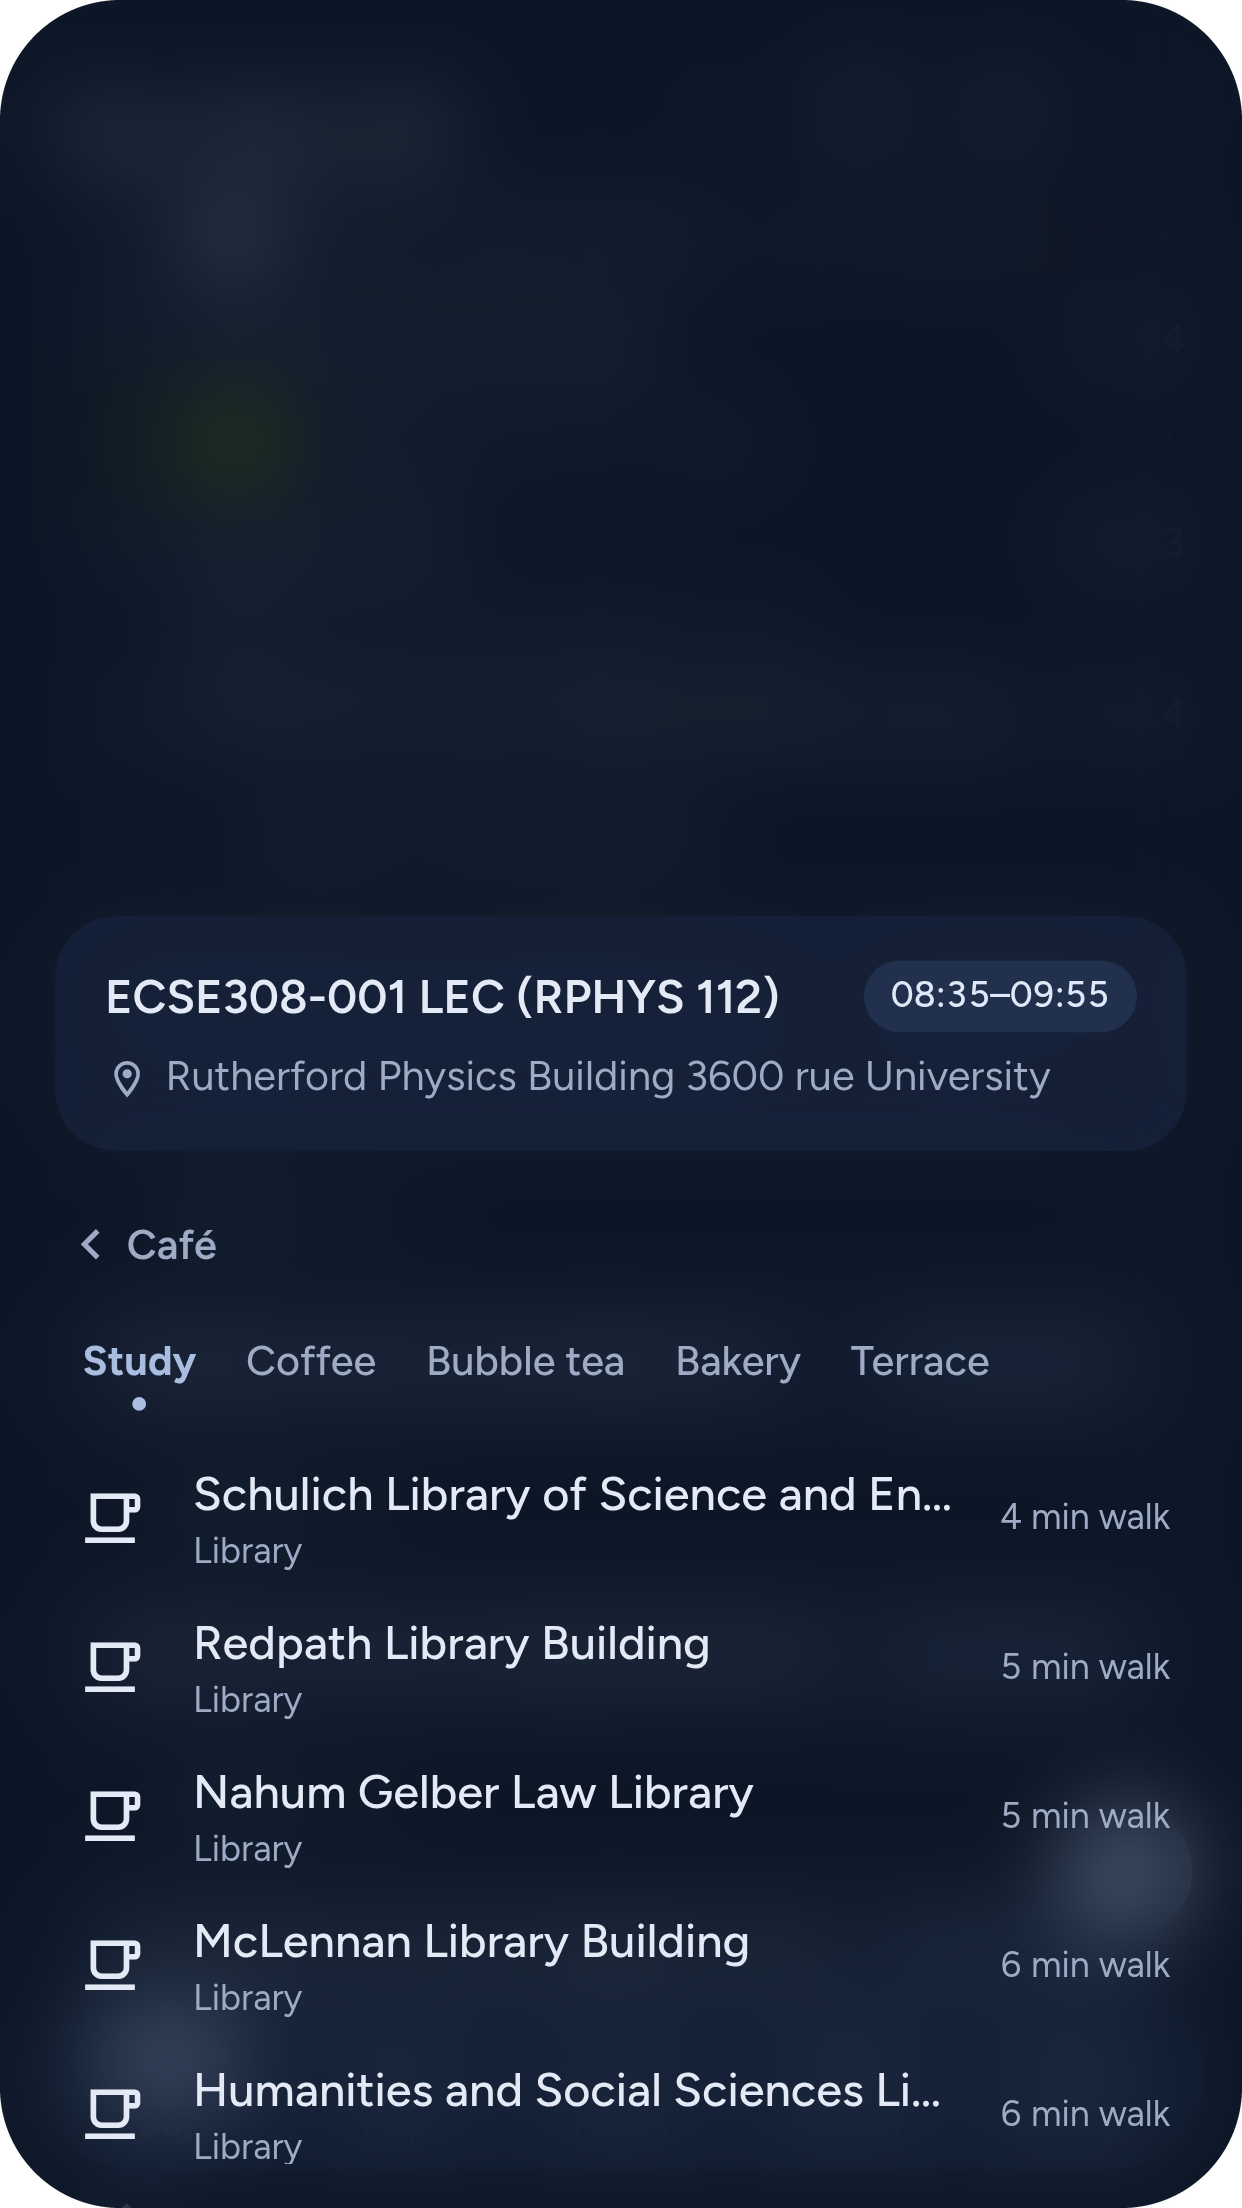 4
3
4
ECSE308-001 LEC (RPHYS 112)
08:35–09:55
Rutherford Physics Building 3600 rue University
Café
Study Coffee Bubble tea Bakery Terrace
Schulich Library of Science and En...
Library
4 min walk
Redpath Library Building
Library
5 min walk
Nahum Gelber Law Library
Library
5 min walk
McLennan Library Building
Library
6 min walk
Humanities and Social Sciences Li...
Library
6 min walk